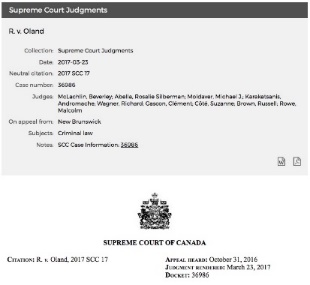 Supreme Court Judgments
R. v. Oland
Collection: Supreme Court Judgments
Date: 2017-03-23
Neutral citation: 2017 SCC 17
Case number: 36986
Judges: McLachlin, Beverley; Abella, Rosalie Silberman; Moldaver, Michael J.; Karakatsanis,
Andromache; Wagner, Richard; Gascon, Clément; Côté, Suzanne; Brown, Russell; Rowe,
Malcolm
On appeal from: New Brunswick
Subjects: Criminal law
Notes: SCC Case Information: 36986
SUPREME COURT OF CANADA
CITATION: R. v. Oland, 2017 SCC 17
APPEAL HEARD: October 31, 2016
JUDGMENT RENDERED: March 23, 2017
DOCKET: 36986